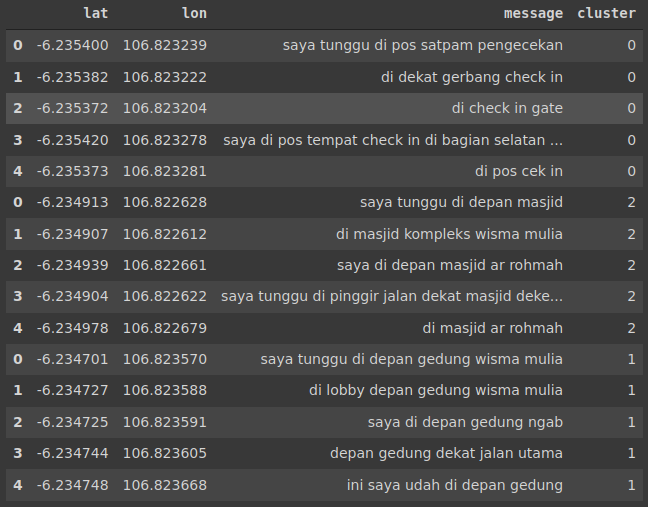 lat lon message cluster
0 -6.235400 106.823239 saya tunggu di pos satpam pengecekan 0
1 -6.235382 106.823222 di dekat gerbang check in 0
2 -6.235372 106.823204 di check in gate 0
3 -6.235420 106.823278 saya di pos tempat check in di bagian selatan ... 0
4 -6.235373 106.823281 di pos cek in 0
0 -6.234913 106.822628 saya tunggu di depan masjid 2
1 -6.234907 106.822612 di masjid kompleks wisma mulia 2
2 -6.234939 106.822661 saya di depan masjid ar rohmah 2
3 -6.234904 106.822622 saya tunggu di pinggir jalan dekat masjid deke... 2
4 -6.234978 106.822679 di masjid ar rohmah 2
0 -6.234701 106.823570 saya tunggu di depan gedung wisma mulia 1
1 -6.234727 106.823588 di lobby depan gedung wisma mulia 1
2 -6.234725 106.823591 saya di depan gedung ngab 1
3 -6.234744 106.823605 depan gedung dekat jalan utama 1
4 -6.234748 106.823668 ini saya udah di depan gedung 1